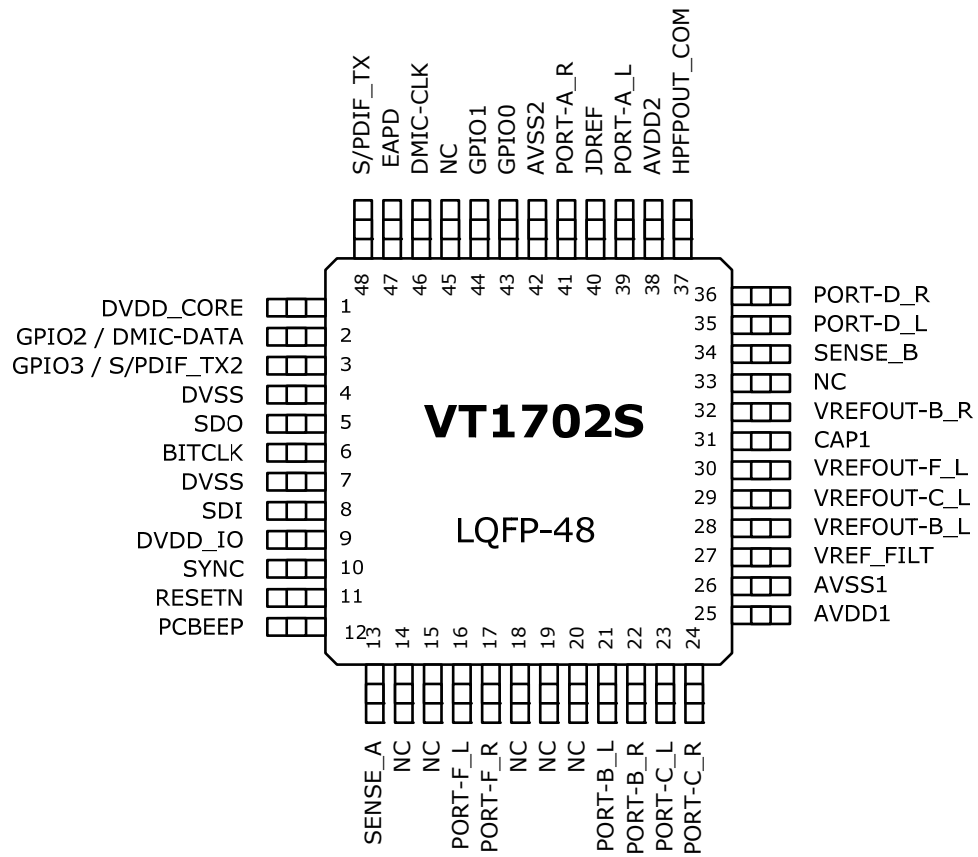 S/PDIF_TX
EAPD
DMIC-CLK
NC
GPIO1
GPIO0
AVSS2
PORT-A_R
JDREF
PORT-A_L
AVDD2
HPFPOUT_COM
48
47
46
45
44
43
42
41
40
39
38
37
DVDD_CORE 1
GPIO2 / DMIC-DATA 2
GPIO3 / S/PDIF_TX2 3
DVSS 4
SDO 5
BITCLK 6
DVSS 7
SDI 8
DVDD_IO 9
SYNC 10
RESETN 11
PCBEEP 12
VT1702S
LQFP-48
36 PORT-D_R
35 PORT-D_L
34 SENSE_B
33 NC
32 VREFOUT-B_R
31 CAP1
30 VREFOUT-F_L
29 VREFOUT-C_L
28 VREFOUT-B_L
27 VREF_FILT
26 AVSS1
25 AVDD1
13
14
15
16
17
18
19
20
21
22
23
24
SENSE_A
NC
NC
PORT-F_L
PORT-F_R
NC
NC
NC
PORT-B_L
PORT-B_R
PORT-C_L
PORT-C_R